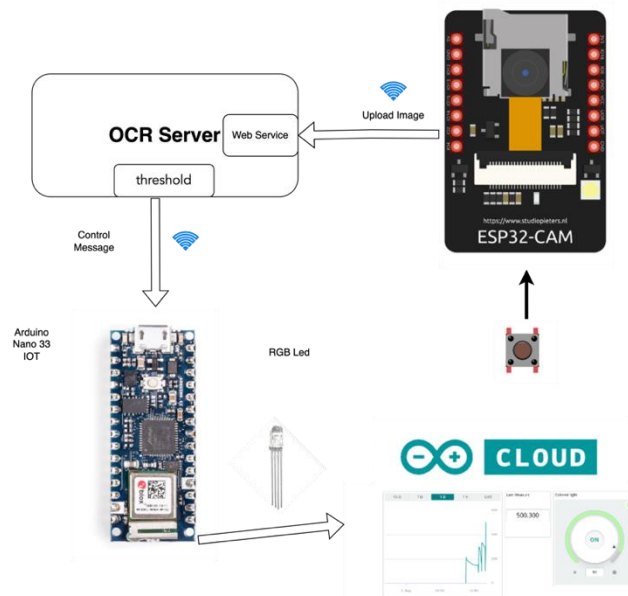 OCR Server
Web Service
threshold
Upload Image
https://www.studiopieters.nl
ESP32-CAM
Control
Message
Arduino
Nano 33
IOT
RGB Led
CLOUD
500.300
ON